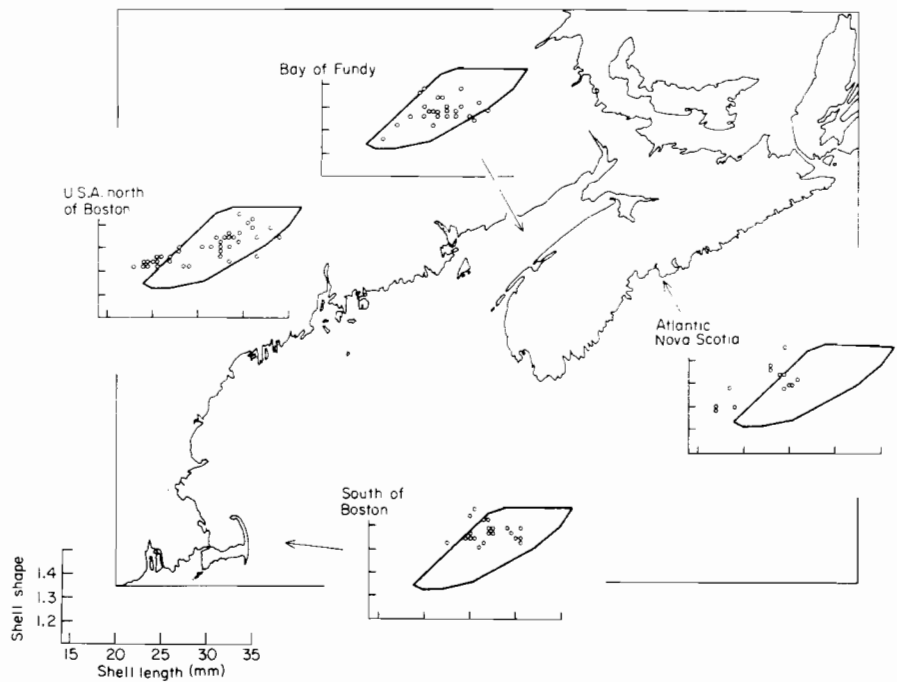 Bay of Fundy
U.S.A. north
of Boston
Atlantic
Nova Scotia
South of
Boston
Shell shape
1.4
1.3
1.2
15 20 25 30 35
Shell length (mm)